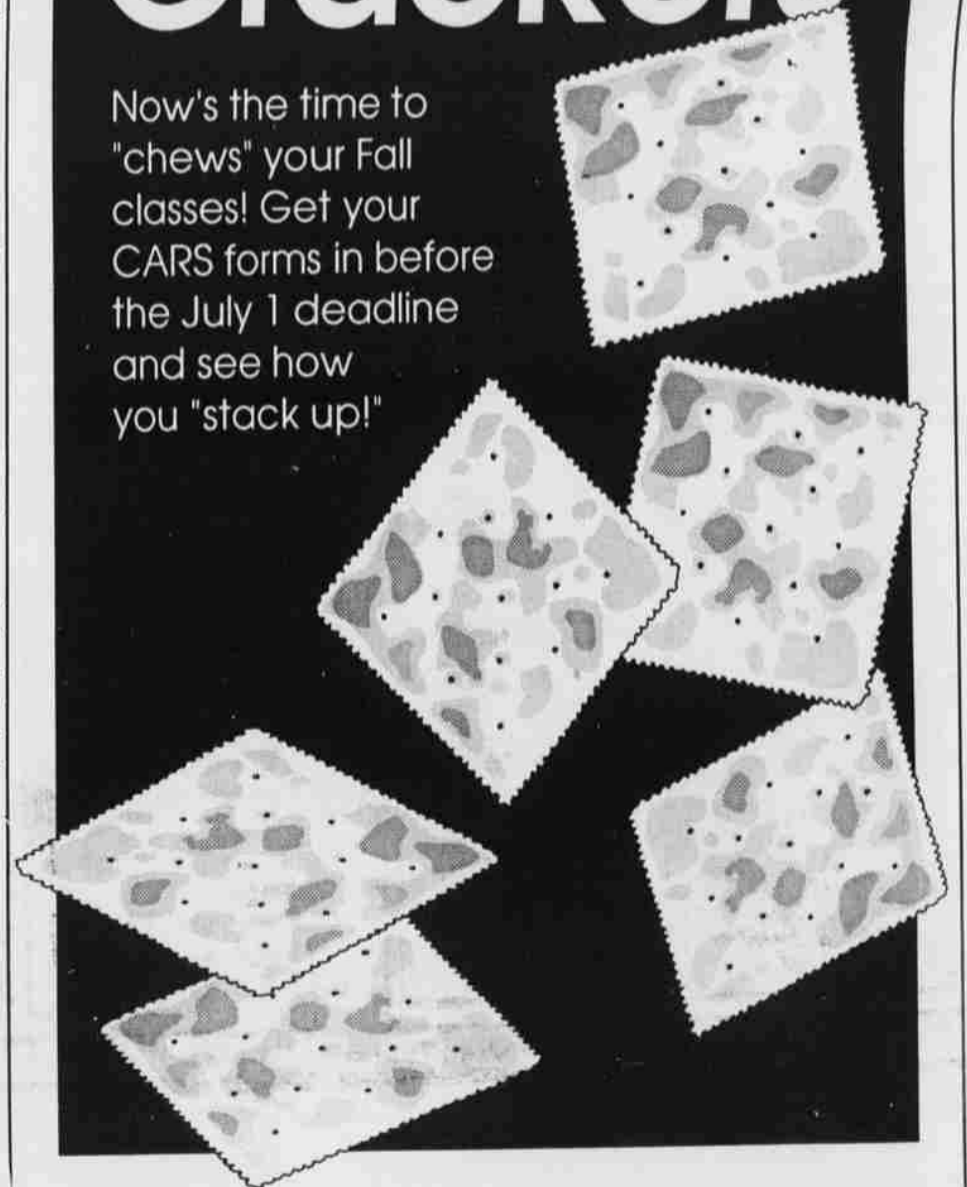 Now's the time to
"chews" your Fall
classes! Get your
CARS forms in before
the July 1 deadline
and see how
you "stack up!"